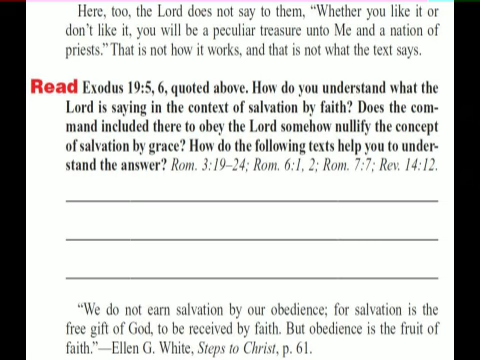 Here, too, the Lord does not say to them, “Whether you like it or
don’t like it, you will be a peculiar treasure unto Me and a nation of
priests.” That is not how it works, and that is not what the text says.
Read Exodus 19:5, 6, quoted above. How do you understand what the
Lord is saying in the context of salvation by faith? Does the com-
mand included there to obey the Lord somehow nullify the concept
of salvation by grace? How do the following texts help you to under-
stand the answer? Rom. 3:19–24; Rom. 6:1, 2; Rom. 7:7; Rev. 14:12.
“We do not earn salvation by our obedience; for salvation is the
free gift of God, to be received by faith. But obedience is the fruit of
faith.”—Ellen G. White, Steps to Christ, p. 61.